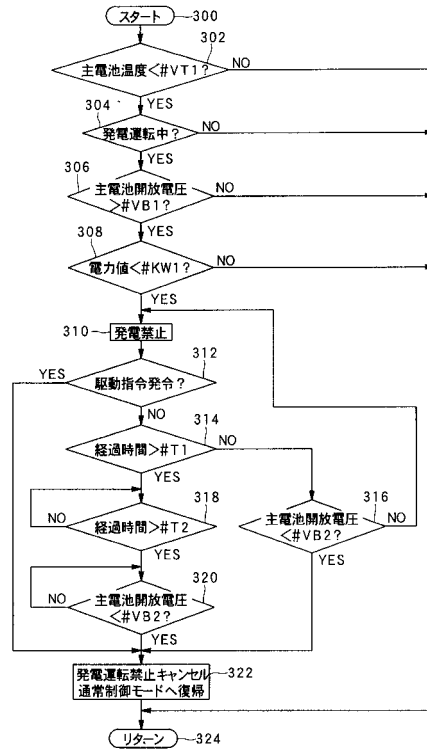 スタート
300
302
主電池温度<#VT1?
NO
YES
304
発電運転中?
NO
YES
306
主電池開放電圧
>#VB1?
NO
YES
308
電力値<#KW1?
NO
YES
310
発電禁止
312
YES
駆動指令発令?
NO
314
経過時間>#T1
NO
YES
318
316
NO
経過時間>#T2
主電池開放電圧
<#VB2?
NO
YES
YES
320
NO
主電池開放電圧
<#VB2?
YES
発電運転禁止キャンセル
通常制御モードへ復帰
322
リターン
324